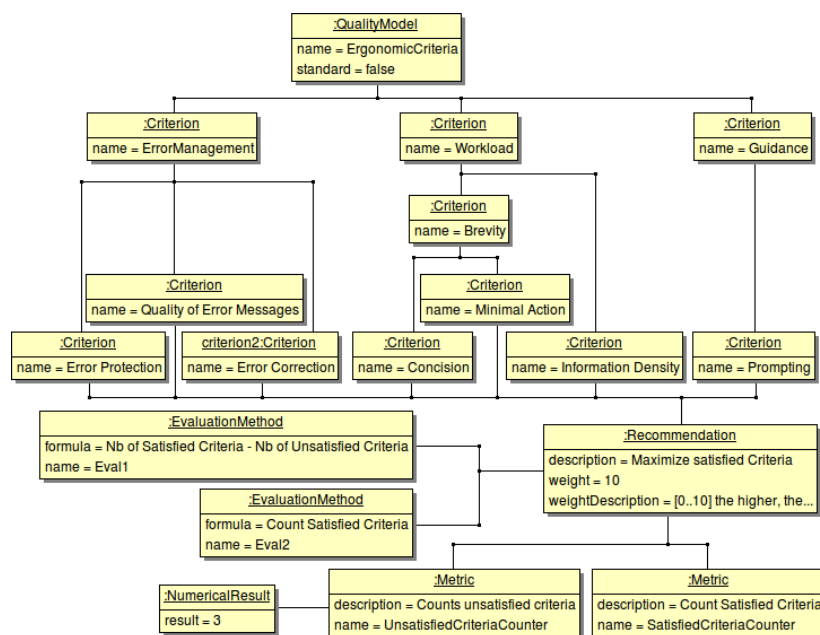 :QualityModel
name = ErgonomicCriteria
standard = false
:Criterion
name = ErrorManagement
:Criterion
name = Workload
:Criterion
name = Guidance
:Criterion
name = Brevity
:Criterion
name = Quality of Error Messages
:Criterion
name = Minimal Action
:Criterion
name = Error Protection
criterion2:Criterion
name = Error Correction
:Criterion
name = Concision
:Criterion
name = Information Density
:Criterion
name = Prompting
:EvaluationMethod
formula = Nb of Satisfied Criteria - Nb of Unsatisfied Criteria
name = Eval1
:Recommendation
description = Maximize satisfied Criteria
weight = 10
weightDescription = [0..10] the higher, the...
:EvaluationMethod
formula = Count Satisfied Criteria
name = Eval2
:NumericalResult
result = 3
:Metric
description = Counts unsatisfied criteria
name = UnsatisfiedCriteriaCounter
:Metric
description = Count Satisfied Criteria
name = SatisfiedCriteriaCounter